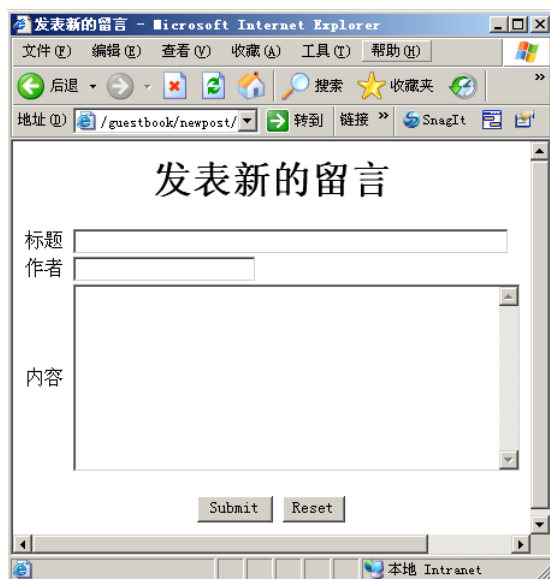 发表新的留言 - Microsoft Internet Explorer
文件(F) 编辑(E) 查看(V) 收藏(A) 工具(T) 帮助(H)
后退 搜索 收藏夹 »
地址(D) /guestbook/newpost/ 转到 链接 » SnagIt
发表新的留言
标题
作者
内容
Submit Reset
本地 Intranet